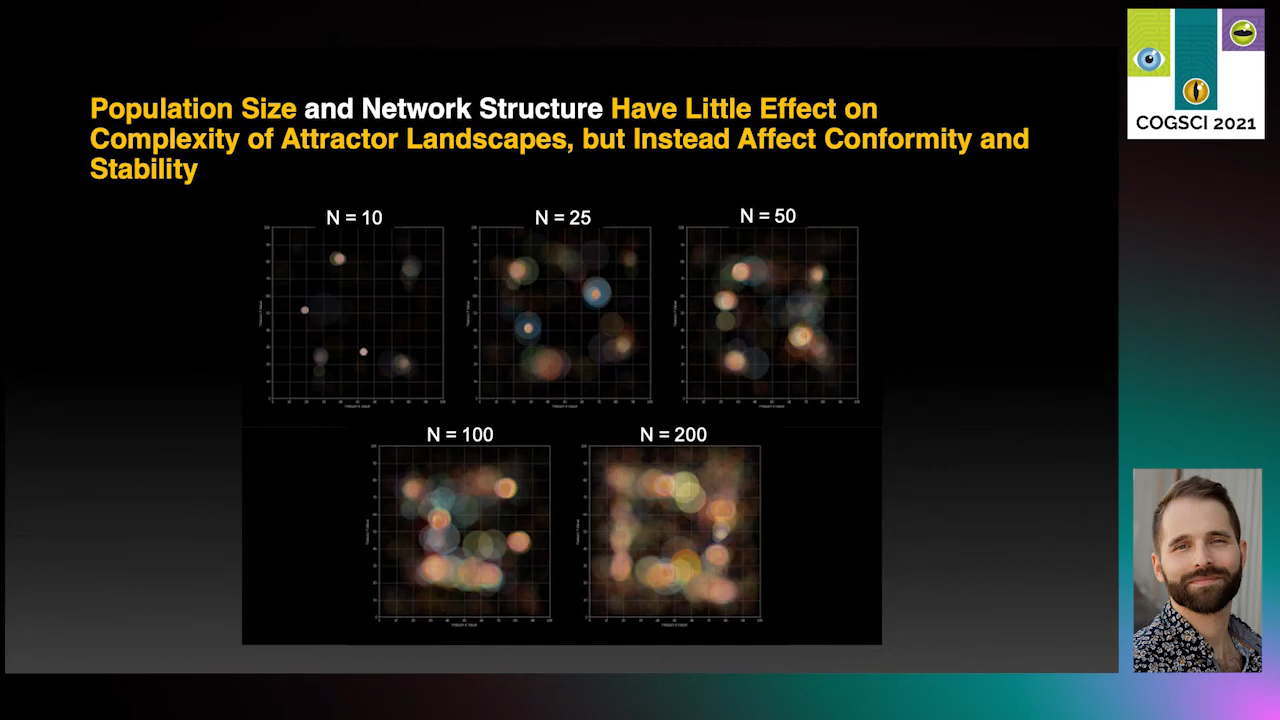 Population Size and Network Structure Have Little Effect on
Complexity of Attractor Landscapes, but Instead Affect Conformity and
Stability
N = 10
N = 25
N = 50
N = 100
N = 200
COGSCI 2021